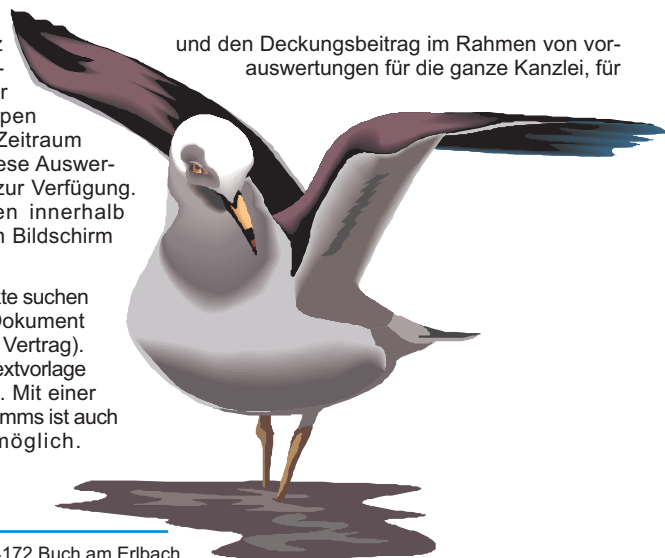 z
-
r
pen
Zeitraum
ese Auswer-
zur Verfügung.
en innerhalb
Bildschirm
suchen
Dokument
Vertrag).
extvorlage
. Mit einer
mms ist auch
möglich.
und den Deckungsbeitrag im Rahmen von vor-
auswertungen für die ganze Kanzlei, für
172 Buch am Erlbach